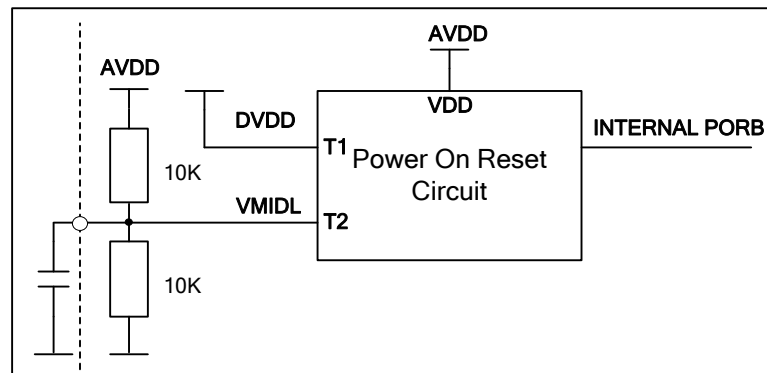 AVDD
AVDD
VDD
DVDD
T1
INTERNAL PORB
Power On Reset
Circuit
10K
VMIDL
T2
10K